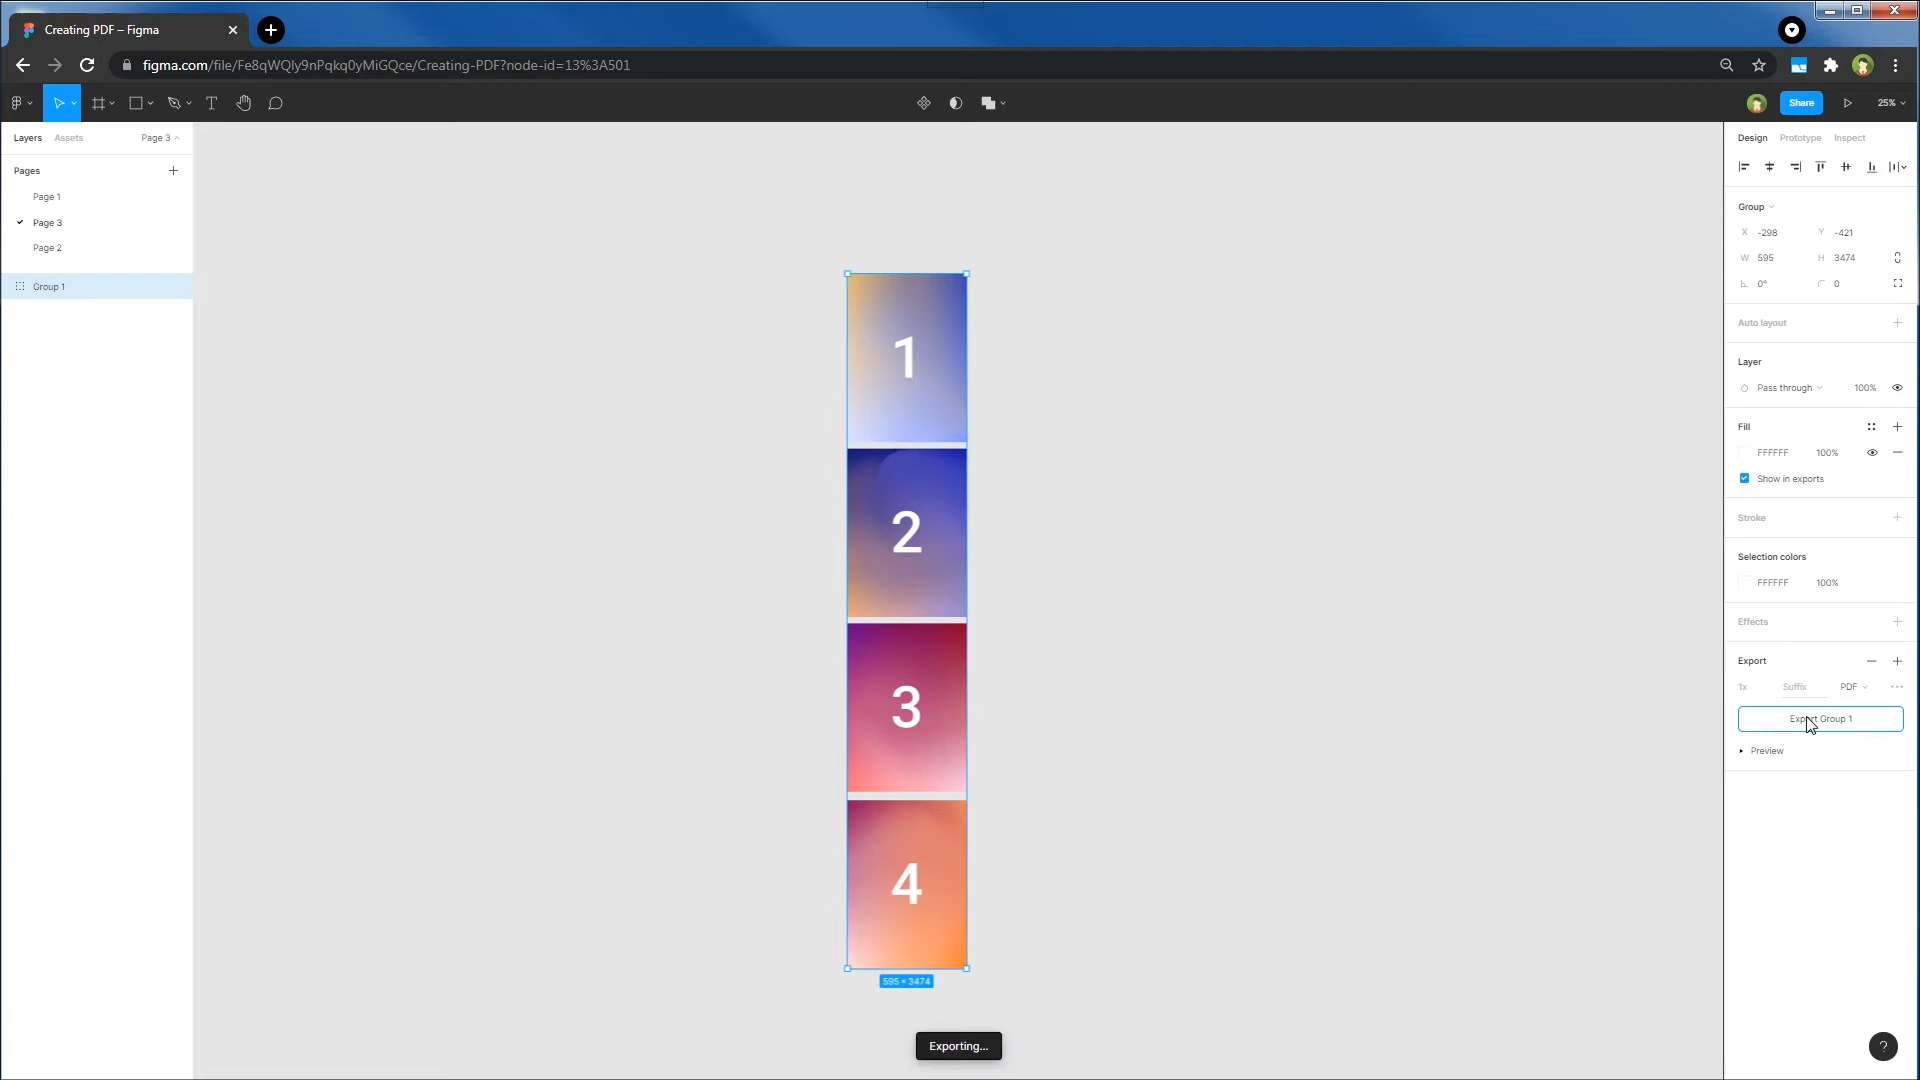 Creating PDF – Figma
figma.com/file/Fe8qWQly9nPqkq0yMiGQce/Creating-PDF?node-id=13%3A501
Share
25%
Layers
Assets
Page 3
Pages
Page 1
Page 3
Page 2
Group 1
1
2
3
4
595 × 3474
Exporting...
Design
Prototype
Inspect
Group
X -298
Y -421
W 595
H 3474
0°
0
Auto layout
Layer
Pass through
100%
Fill
FFFFFF
100%
Show in exports
Stroke
Selection colors
FFFFFF
100%
Effects
Export
1x
Suffix
PDF
Export Group 1
Preview
?